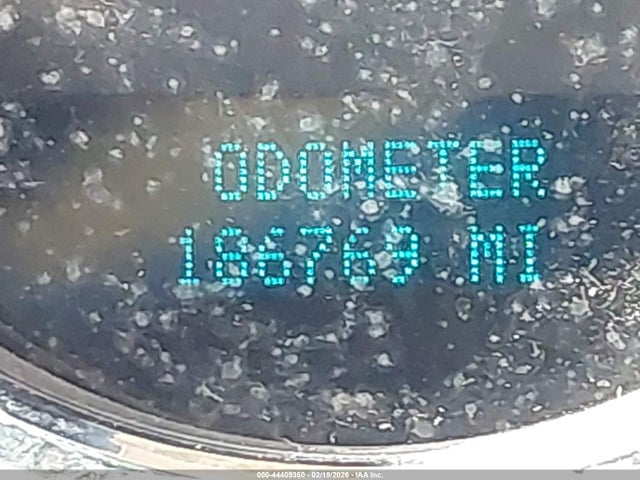 ODOMETER
186769 MI
000-44409350 - 02/19/2026 - IAA Inc.